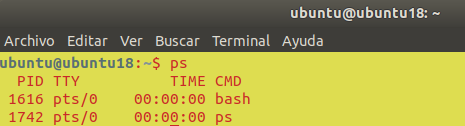 ubuntu@ubuntu18: ~
Archivo Editar Ver Buscar Terminal Ayuda
ubuntu@ubuntu18:~$ ps
  PID TTY          TIME CMD
 1616 pts/0    00:00:00 bash
 1742 pts/0    00:00:00 ps